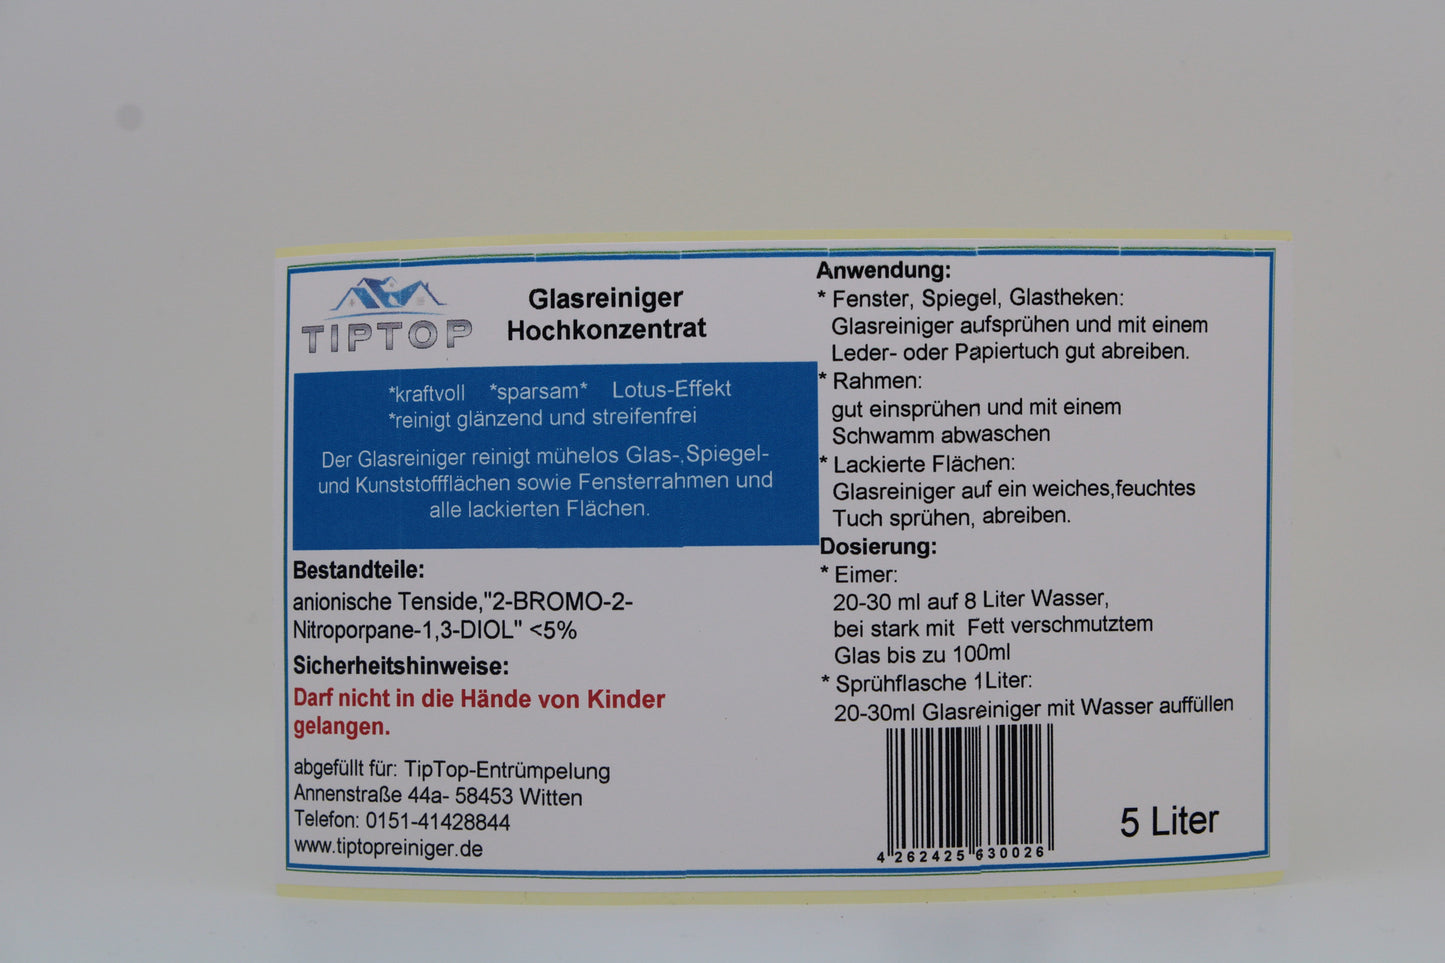 TIPTOP
Glasreiniger
Hochkonzentrat
*kraftvoll *sparsam* Lotus-Effekt
*reinigt glänzend und streifenfrei
Der Glasreiniger reinigt mühelos Glas-,Spiegel-
und Kunststoffflächen sowie Fensterrahmen und
alle lackierten Flächen.
Bestandteile:
anionische Tenside,"2-BROMO-2-
Nitroporpane-1,3-DIOL" <5%
Sicherheitshinweise:
Darf nicht in die Hände von Kinder
gelangen.
abgefüllt für: TipTop-Entrümpelung
Annenstraße 44a- 58453 Witten
Telefon: 0151-41428844
www.tiptopreiniger.de
Anwendung:
* Fenster, Spiegel, Glastheken:
Glasreiniger aufsprühen und mit einem
Leder- oder Papiertuch gut abreiben.
* Rahmen:
gut einsprühen und mit einem
Schwamm abwaschen
* Lackierte Flächen:
Glasreiniger auf ein weiches,feuchtes
Tuch sprühen, abreiben.
Dosierung:
* Eimer:
20-30 ml auf 8 Liter Wasser,
bei stark mit Fett verschmutztem
Glas bis zu 100ml
* Sprühflasche 1Liter:
20-30ml Glasreiniger mit Wasser auffüllen
4 262425 630026
5 Liter